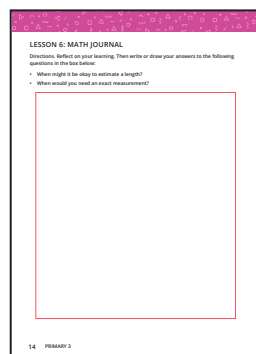 LESSON 6: MATH JOURNAL
Directions. Reflect on your learning. Then write or draw your answers to the following
questions in the box below:
• When might it be okay to estimate a length?
• When would you need an exact measurement?
14 PRIMARY 3